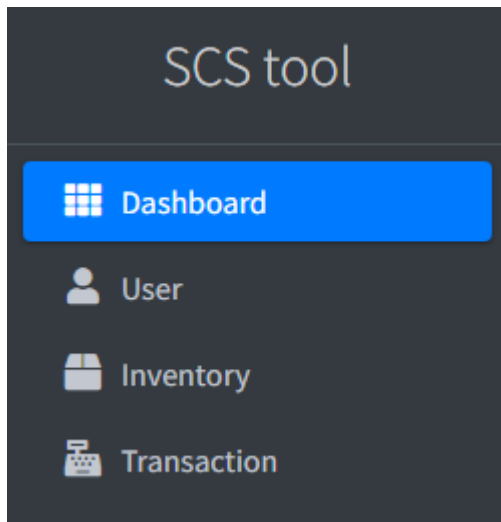 SCS tool
Dashboard
User
Inventory
Transaction